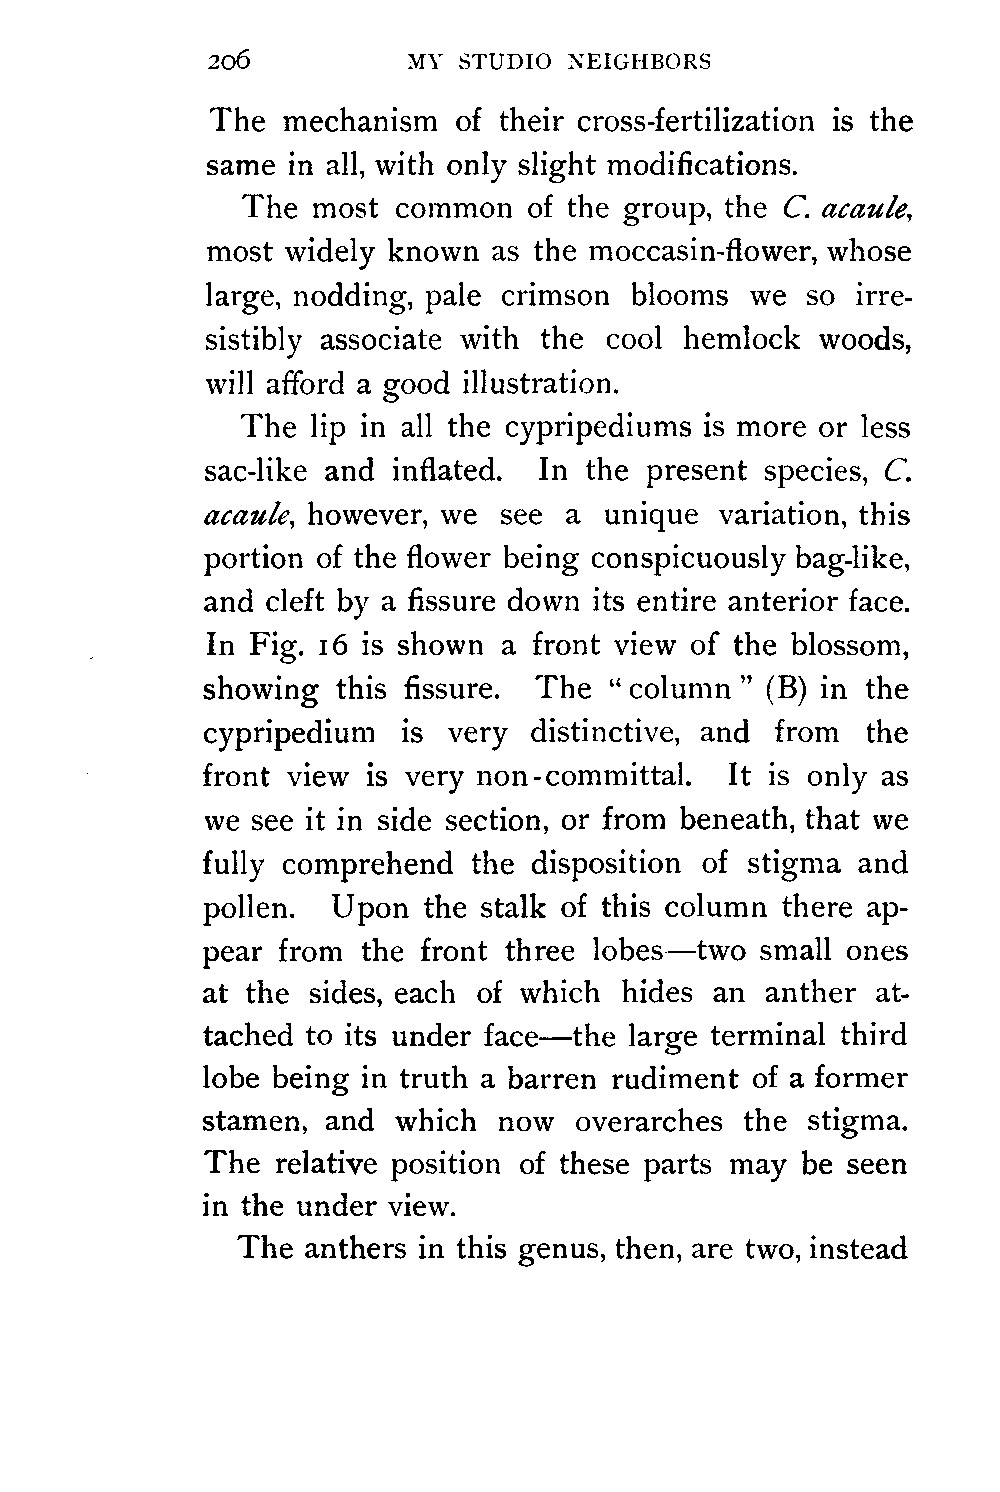 206 MY STUDIO NEIGHBORS
The mechanism of their cross-fertilization is the
same in all, with only slight modifications.
The most common of the group, the C. acaule,
most widely known as the moccasin-flower, whose
large, nodding, pale crimson blooms we so irre-
sistibly associate with the cool hemlock woods,
will afford a good illustration.
The lip in all the cypripediums is more or less
sac-like and inflated. In the present species, C.
acaule, however, we see a unique variation, this
portion of the flower being conspicuously bag-like,
and cleft by a fissure down its entire anterior face.
In Fig. 16 is shown a front view of the blossom,
showing this fissure. The “ column ” (B) in the
cypripedium is very distinctive, and from the
front view is very non-committal. It is only as
we see it in side section, or from beneath, that we
fully comprehend the disposition of stigma and
pollen. Upon the stalk of this column there ap-
pear from the front three lobes—two small ones
at the sides, each of which hides an anther at-
tached to its under face—the large terminal third
lobe being in truth a barren rudiment of a former
stamen, and which now overarches the stigma.
The relative position of these parts may be seen
in the under view.
The anthers in this genus, then, are two, instead